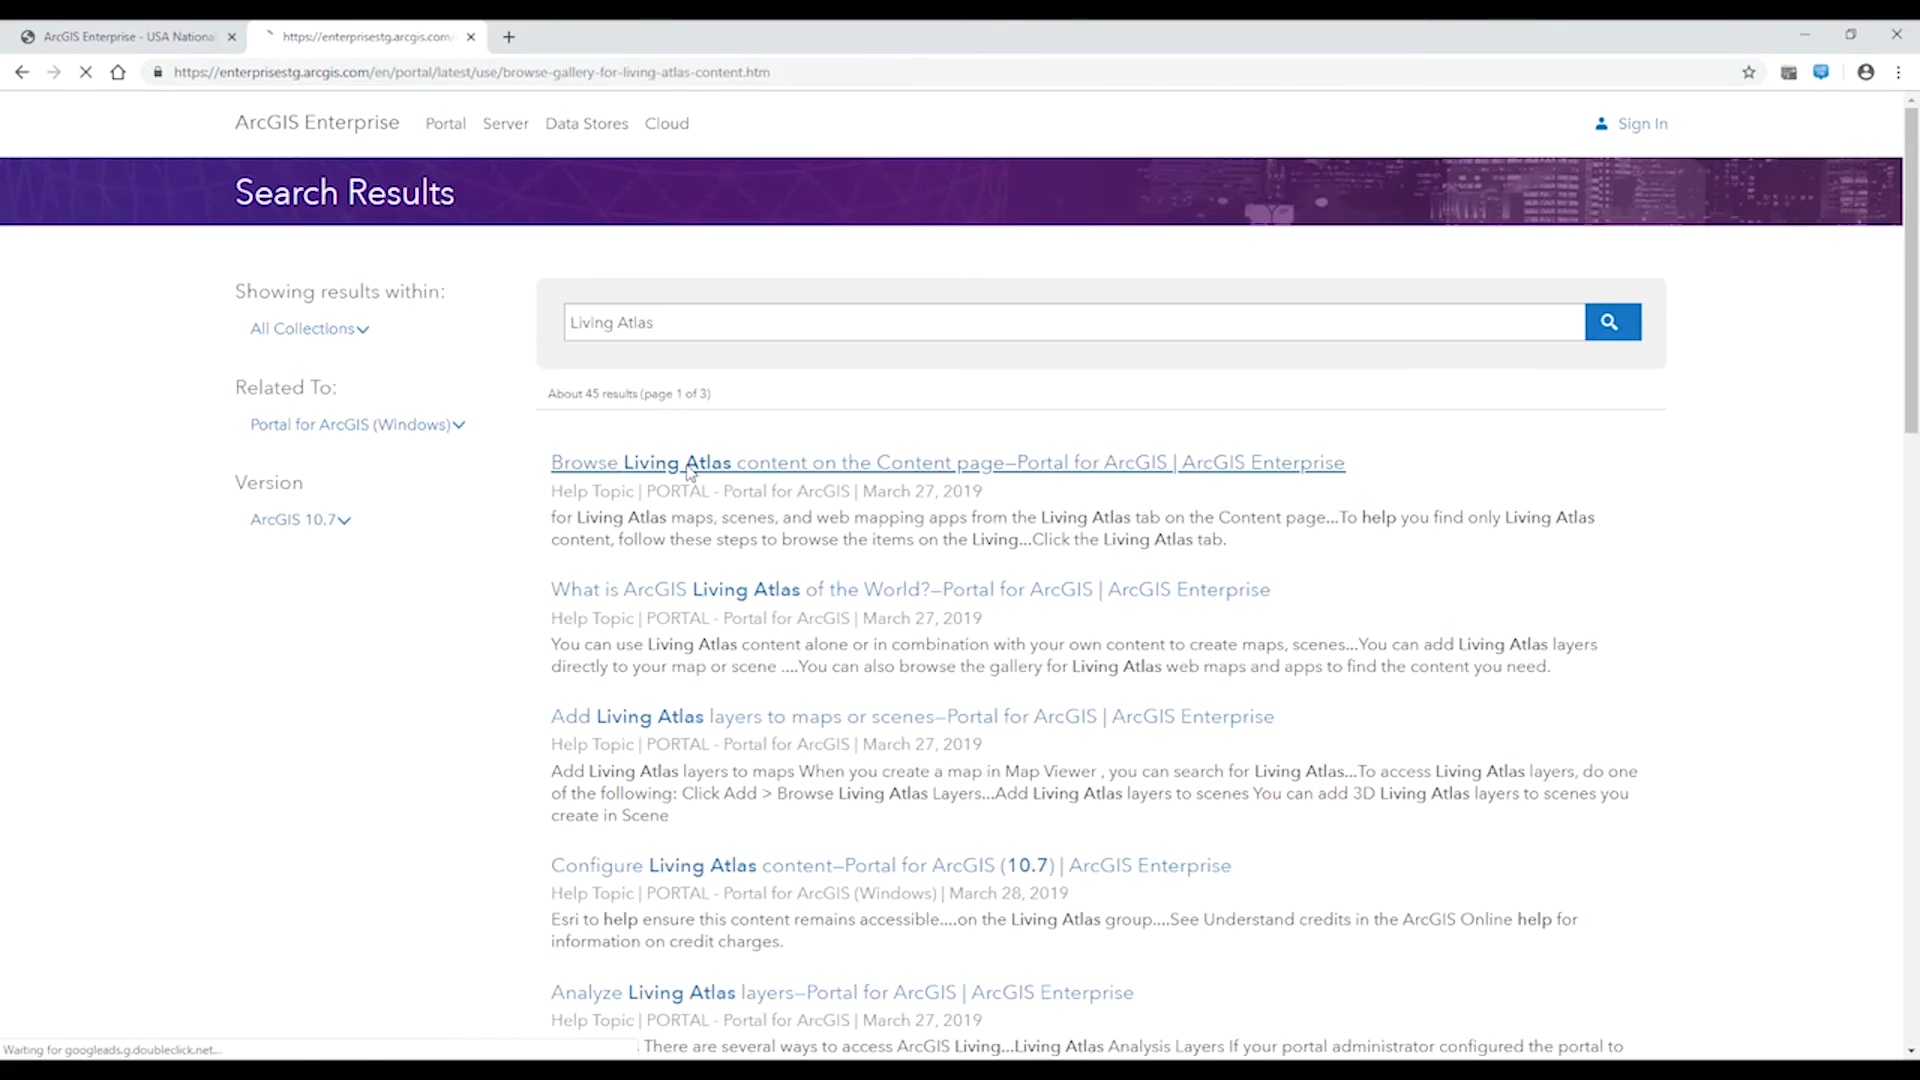 ArcGIS Enterprise - USA National
https://enterprisestg.arcgis.com/
https://enterprisestg.arcgis.com/en/portal/latest/use/browse-gallery-for-living-atlas-content.htm
ArcGIS Enterprise Portal Server Data Stores Cloud Sign In
Search Results
Showing results within:
All Collections
Related To:
Portal for ArcGIS (Windows)
Version
ArcGIS 10.7
Living Atlas
About 45 results (page 1 of 3)
Browse Living Atlas content on the Content page—Portal for ArcGIS | ArcGIS Enterprise
Help Topic | PORTAL - Portal for ArcGIS | March 27, 2019
for Living Atlas maps, scenes, and web mapping apps from the Living Atlas tab on the Content page...To help you find only Living Atlas
content, follow these steps to browse the items on the Living...Click the Living Atlas tab.
What is ArcGIS Living Atlas of the World?—Portal for ArcGIS | ArcGIS Enterprise
Help Topic | PORTAL - Portal for ArcGIS | March 27, 2019
You can use Living Atlas content alone or in combination with your own content to create maps, scenes...You can add Living Atlas layers
directly to your map or scene ....You can also browse the gallery for Living Atlas web maps and apps to find the content you need.
Add Living Atlas layers to maps or scenes—Portal for ArcGIS | ArcGIS Enterprise
Help Topic | PORTAL - Portal for ArcGIS | March 27, 2019
Add Living Atlas layers to maps When you create a map in Map Viewer , you can search for Living Atlas...To access Living Atlas layers, do one
of the following: Click Add > Browse Living Atlas Layers...Add Living Atlas layers to scenes You can add 3D Living Atlas layers to scenes you
create in Scene
Configure Living Atlas content—Portal for ArcGIS (10.7) | ArcGIS Enterprise
Help Topic | PORTAL - Portal for ArcGIS (Windows) | March 28, 2019
Esri to help ensure this content remains accessible....on the Living Atlas group....See Understand credits in the ArcGIS Online help for
information on credit charges.
Analyze Living Atlas layers—Portal for ArcGIS | ArcGIS Enterprise
Help Topic | PORTAL - Portal for ArcGIS | March 27, 2019
There are several ways to access ArcGIS Living...Living Atlas Analysis Layers If your portal administrator configured the portal to
Waiting for googleads.g.doubleclick.net...